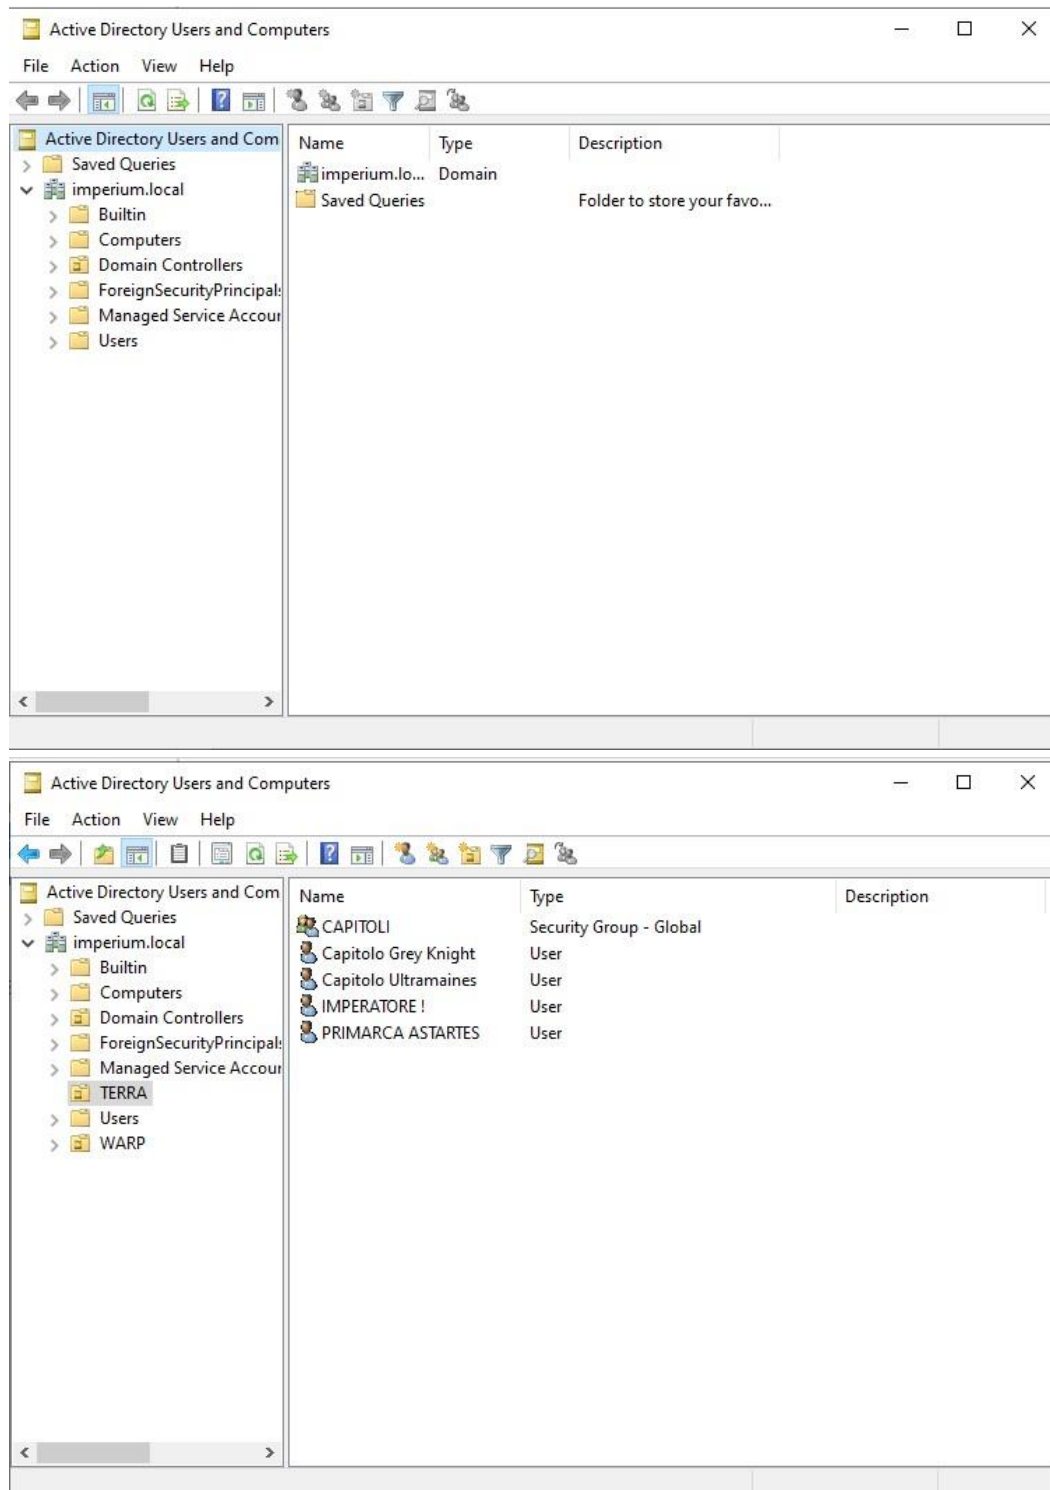 Active Directory Users and Computers
File Action View Help
Active Directory Users and Com
Saved Queries
imperium.local
Builtin
Computers
Domain Controllers
ForeignSecurityPrincipals
Managed Service Accour
Users
Name Type Description
imperium.lo... Domain
Saved Queries Folder to store your favo...
Active Directory Users and Computers
File Action View Help
Active Directory Users and Com
Saved Queries
imperium.local
Builtin
Computers
Domain Controllers
ForeignSecurityPrincipals
Managed Service Accour
TERRA
Users
WARP
Name Type Description
CAPITOLI Security Group - Global
Capitolo Grey Knight User
Capitolo Ultramaines User
IMPERATORE ! User
PRIMARCA ASTARTES User